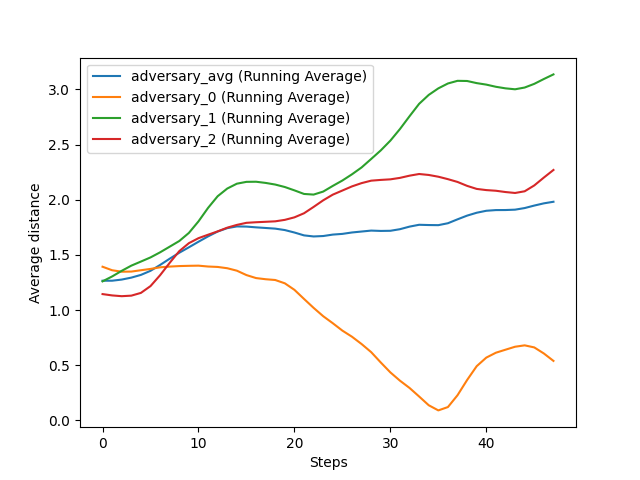 adversary_avg (Running Average)
adversary_0 (Running Average)
adversary_1 (Running Average)
adversary_2 (Running Average)
3.0
2.5
2.0
1.5
1.0
0.5
0.0
Average distance
0 10 20 30 40
Steps